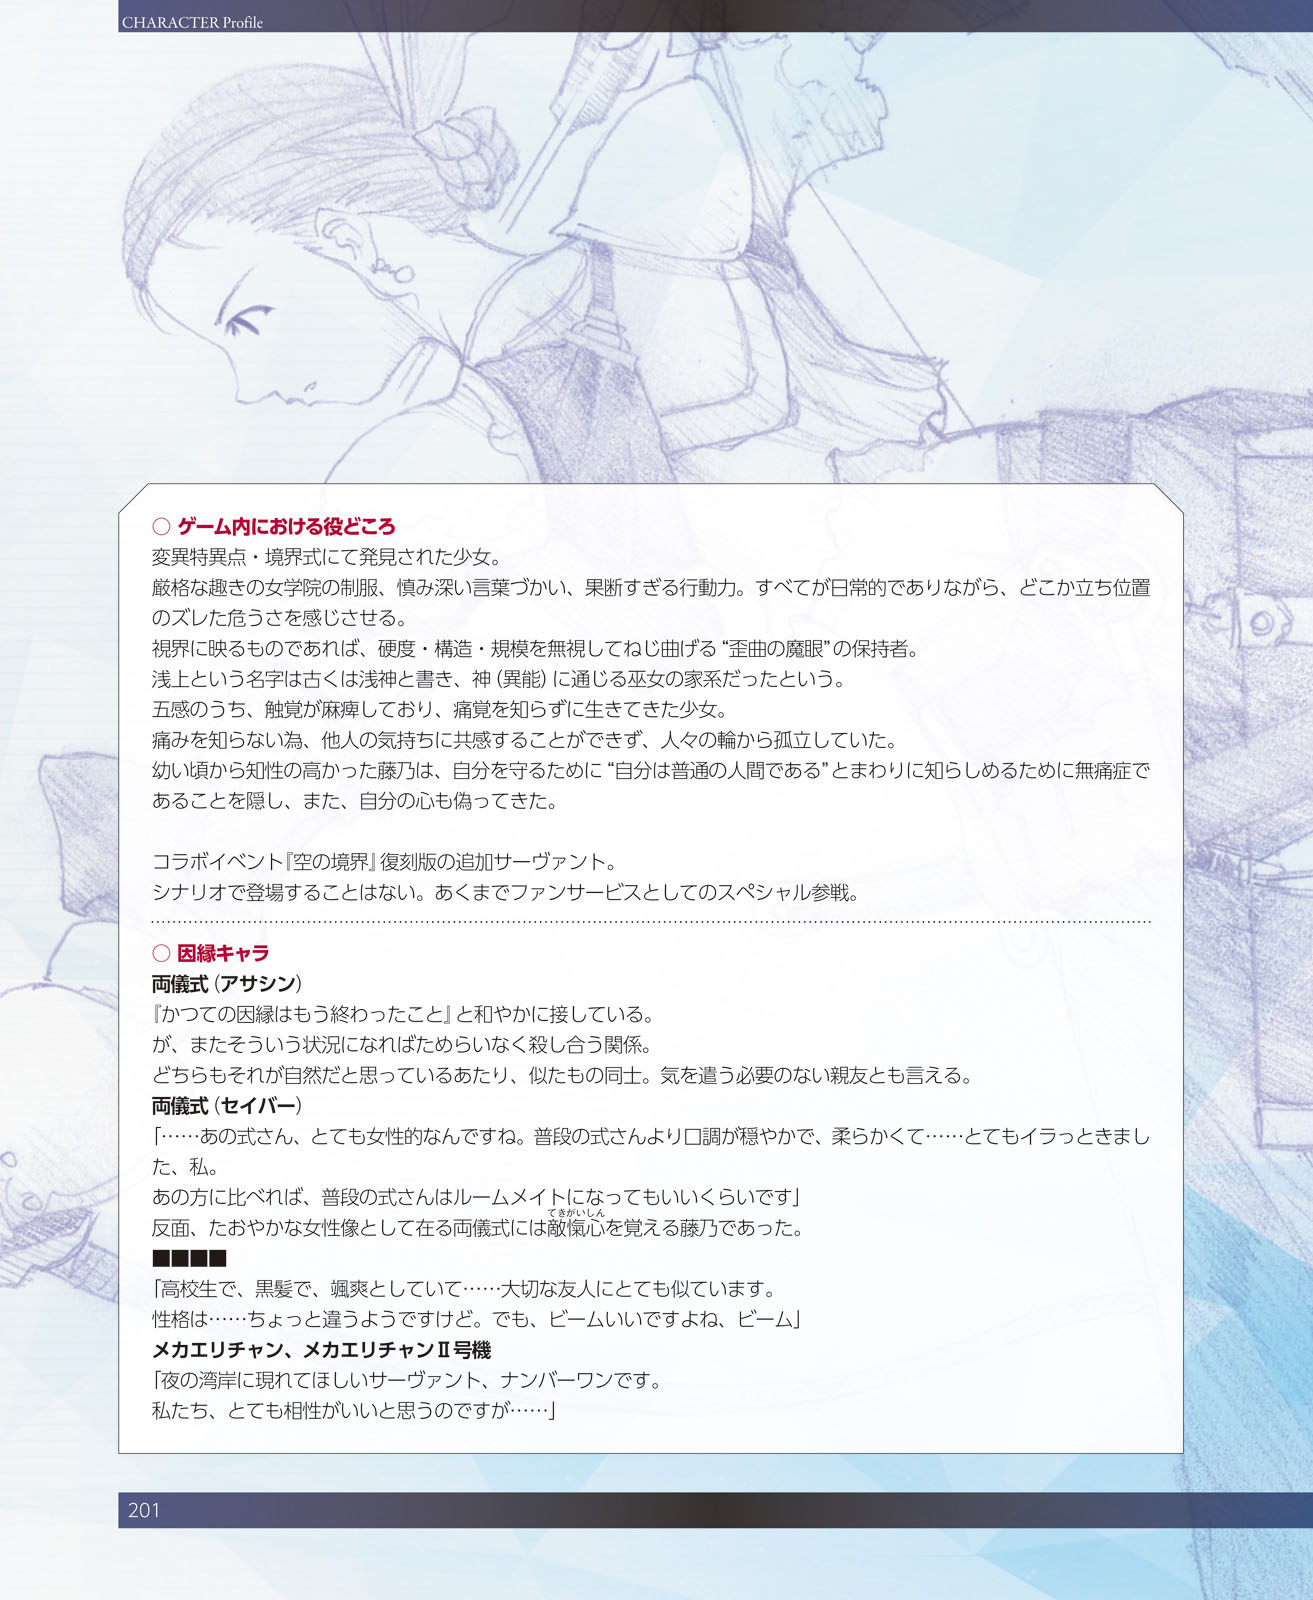 CHARACTER Profile
○ ゲーム内における役どころ
変異特異点・境界式にて発見された少女。
厳格な趣きの女学院の制服、慎み深い言葉づかい、果断すぎる行動力。すべてが日常的でありながら、どこか立ち位置
のズレた危うさを感じさせる。
視界に映るものであれば、硬度・構造・規模を無視してねじ曲げる“歪曲の魔眼”の保持者。
浅上という名字は古くは浅神と書き、神（異能）に通じる巫女の家系だったという。
五感のうち、触覚が麻痺しており、痛覚を知らずに生きてきた少女。
痛みを知らない為、他人の気持ちに共感することができず、人々の輪から孤立していた。
幼い頃から知性の高かった藤乃は、自分を守るために“自分は普通の人間である”とまわりに知らしめるために無痛症で
あることを隠し、また、自分の心も偽ってきた。
コラボイベント『空の境界』復刻版の追加サーヴァント。
シナリオで登場することはない。あくまでファンサービスとしてのスペシャル参戦。
○ 因縁キャラ
両儀式（アサシン）
『かつての因縁はもう終わったこと』と和やかに接している。
が、またそういう状況になればためらいなく殺し合う関係。
どちらもそれが自然だと思っているあたり、似たもの同士。気を遣う必要のない親友とも言える。
両儀式（セイバー）
「……あの式さん、とても女性的なんですね。普段の式さんより口調が穏やかで、柔らかくて……とてもイラっときまし
た、私。
あの方に比べれば、普段の式さんはルームメイトになってもいいくらいです」
てきがいしん
反面、たおやかな女性像として在る両儀式には敵愾心を覚える藤乃であった。
■■■■
「高校生で、黒髪で、颯爽としていて……大切な友人にとても似ています。
性格は……ちょっと違うようですけど。でも、ビームいいですよね、ビーム」
メカエリチャン、メカエリチャンⅡ号機
「夜の湾岸に現れてほしいサーヴァント、ナンバーワンです。
私たち、とても相性がいいと思うのですが……」
201